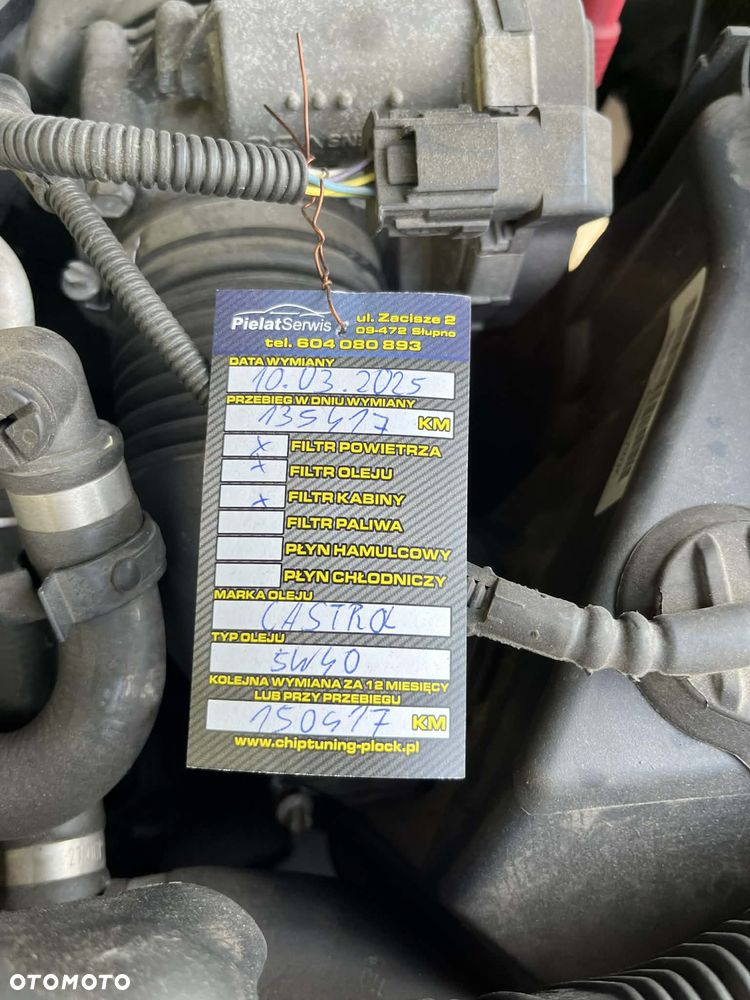 PielatSerwis
ul. Zacisze 2
09-472 Słupno
tel. 604 080 893
DATA WYMIANY
10.03.2025
PRZEBIEG W DNIU WYMIANY
135417 KM
X FILTR POWIETRZA
X FILTR OLEJU
X FILTR KABINY
FILTR PALIWA
PŁYN HAMULCOWY
PŁYN CHŁODNICZY
MARKA OLEJU
CASTROL
TYP OLEJU
5W40
KOLEJNA WYMIANA ZA 12 MIESIĘCY
LUB PRZY PRZEBIEGU
150417 KM
www.chiptuning-plock.pl
OTOMOTO